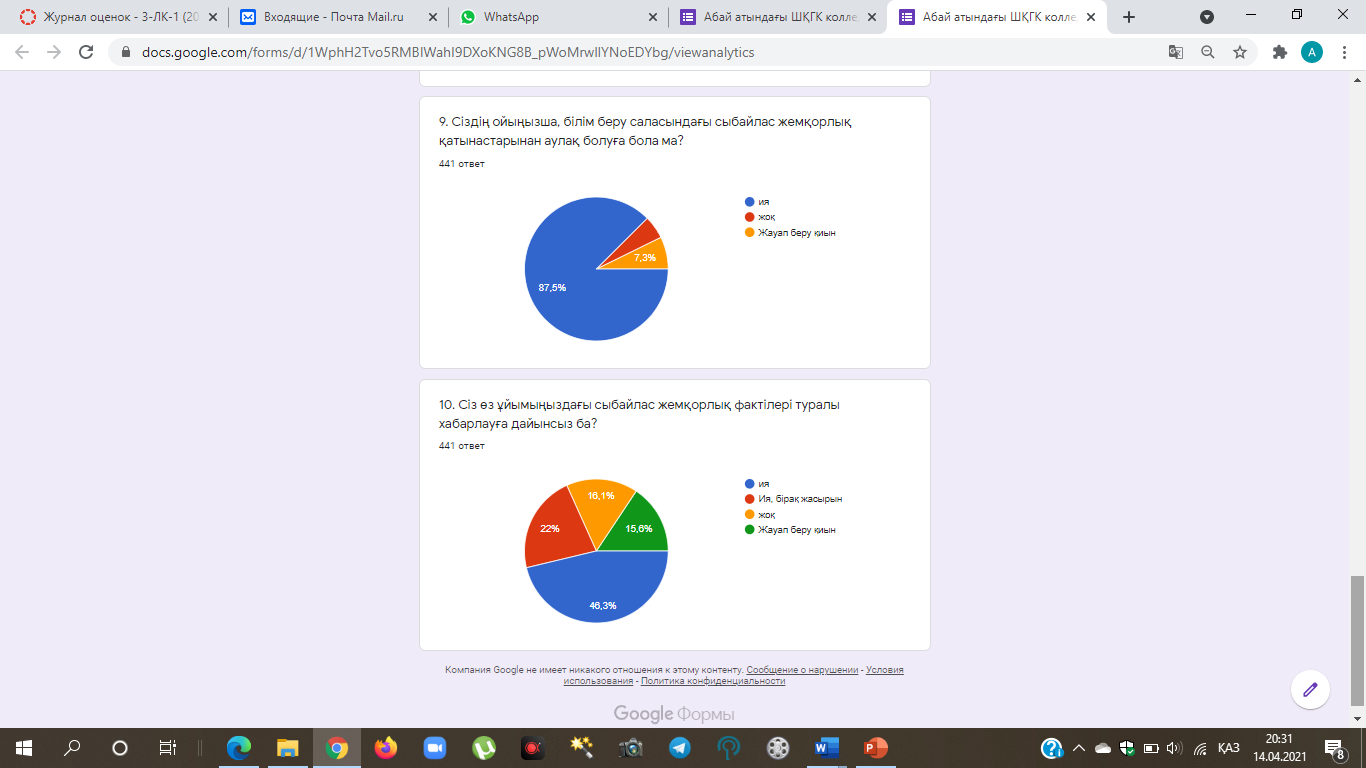 Журнал оценок - 3-ЛК-1 (20
Входящие - Почта Mail.ru
WhatsApp
Абай атындағы ШҚГК колле
Абай атындағы ШҚГК колле
docs.google.com/forms/d/1WphH2Tvo5RMBIWahI9DXoKNG8B_pWoMrwlIYNoEDYbg/viewanalytics
A
9. Сіздің ойыңызша, білім беру саласындағы сыбайлас жемқорлық
қатынастарынан аулақ болуға бола ма?
441 ответ
ия
жоқ
Жауап беру қиын
7,3%
87,5%
10. Сіз өз ұйымыңыздағы сыбайлас жемқорлық фактілері туралы
хабарлауға дайынсыз ба?
441 ответ
ия
Ия, бірақ жасырын
жоқ
Жауап беру қиын
16,1%
22%
15,6%
46,3%
Компания Google не имеет никакого отношения к этому контенту. Сообщение о нарушении - Условия
использования - Политика конфиденциальности
Google Формы
ҚАЗ
20:31
14.04.2021
8